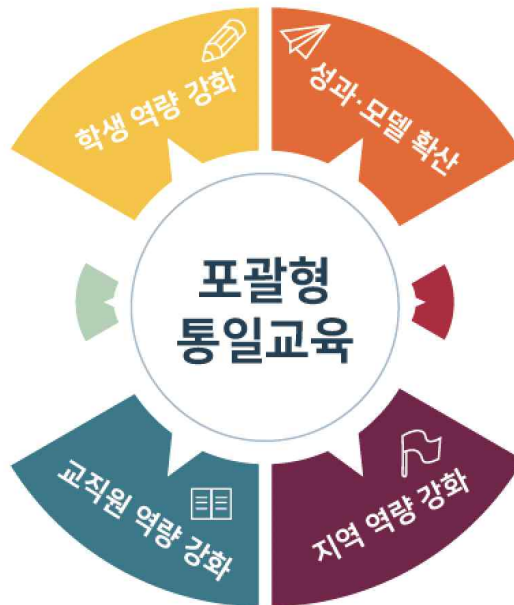 학생 역량 강화
성과·모델 확산
포괄형
통일교육
교직원 역량 강화
지역 역량 강화